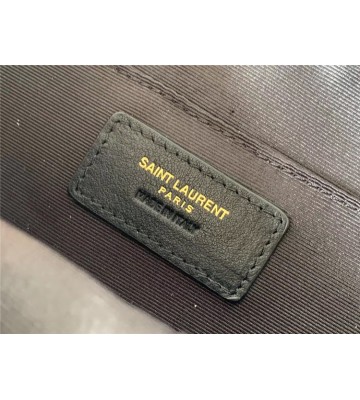 SAINT LAURENT
PARIS
MADE IN ITALY